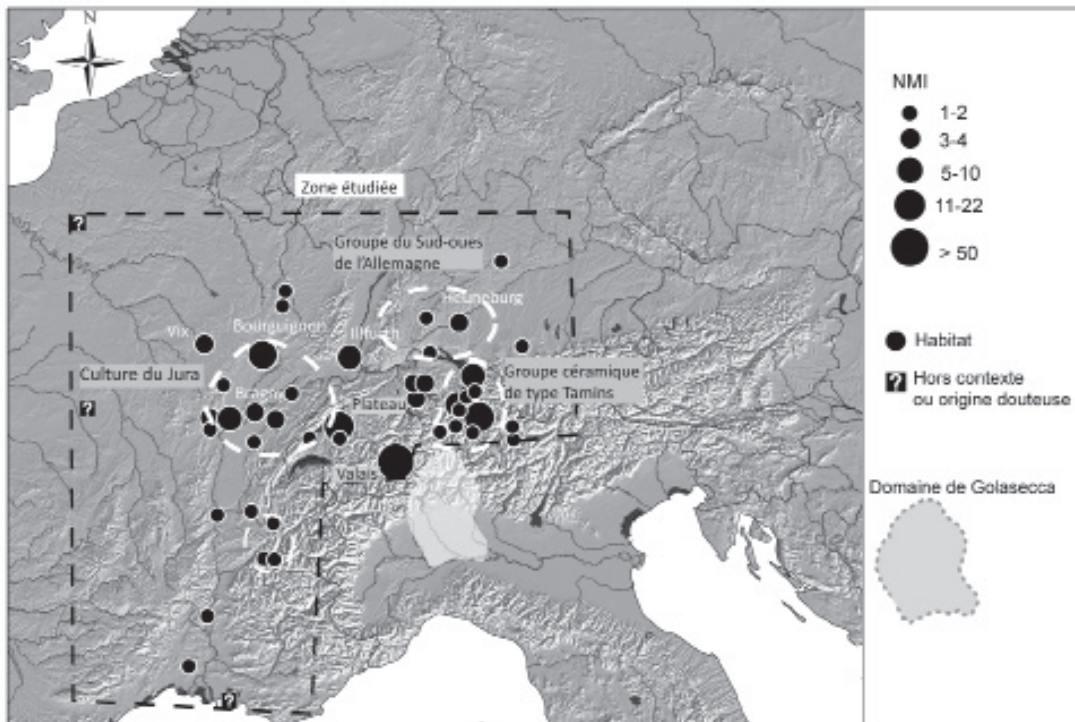 N
Zone étudiée
?
Groupe du Sud-oues
de l'Allemagne
Heuneburg
Vix
Bourguignon
Illfurth
Culture du Jura
Groupe céramique
de type Tamins
?
Plateau
Valais
?
NMI
1-2
3-4
5-10
11-22
> 50
Habitat
? Hors contexte
ou origine douteuse
Domaine de Golasecca